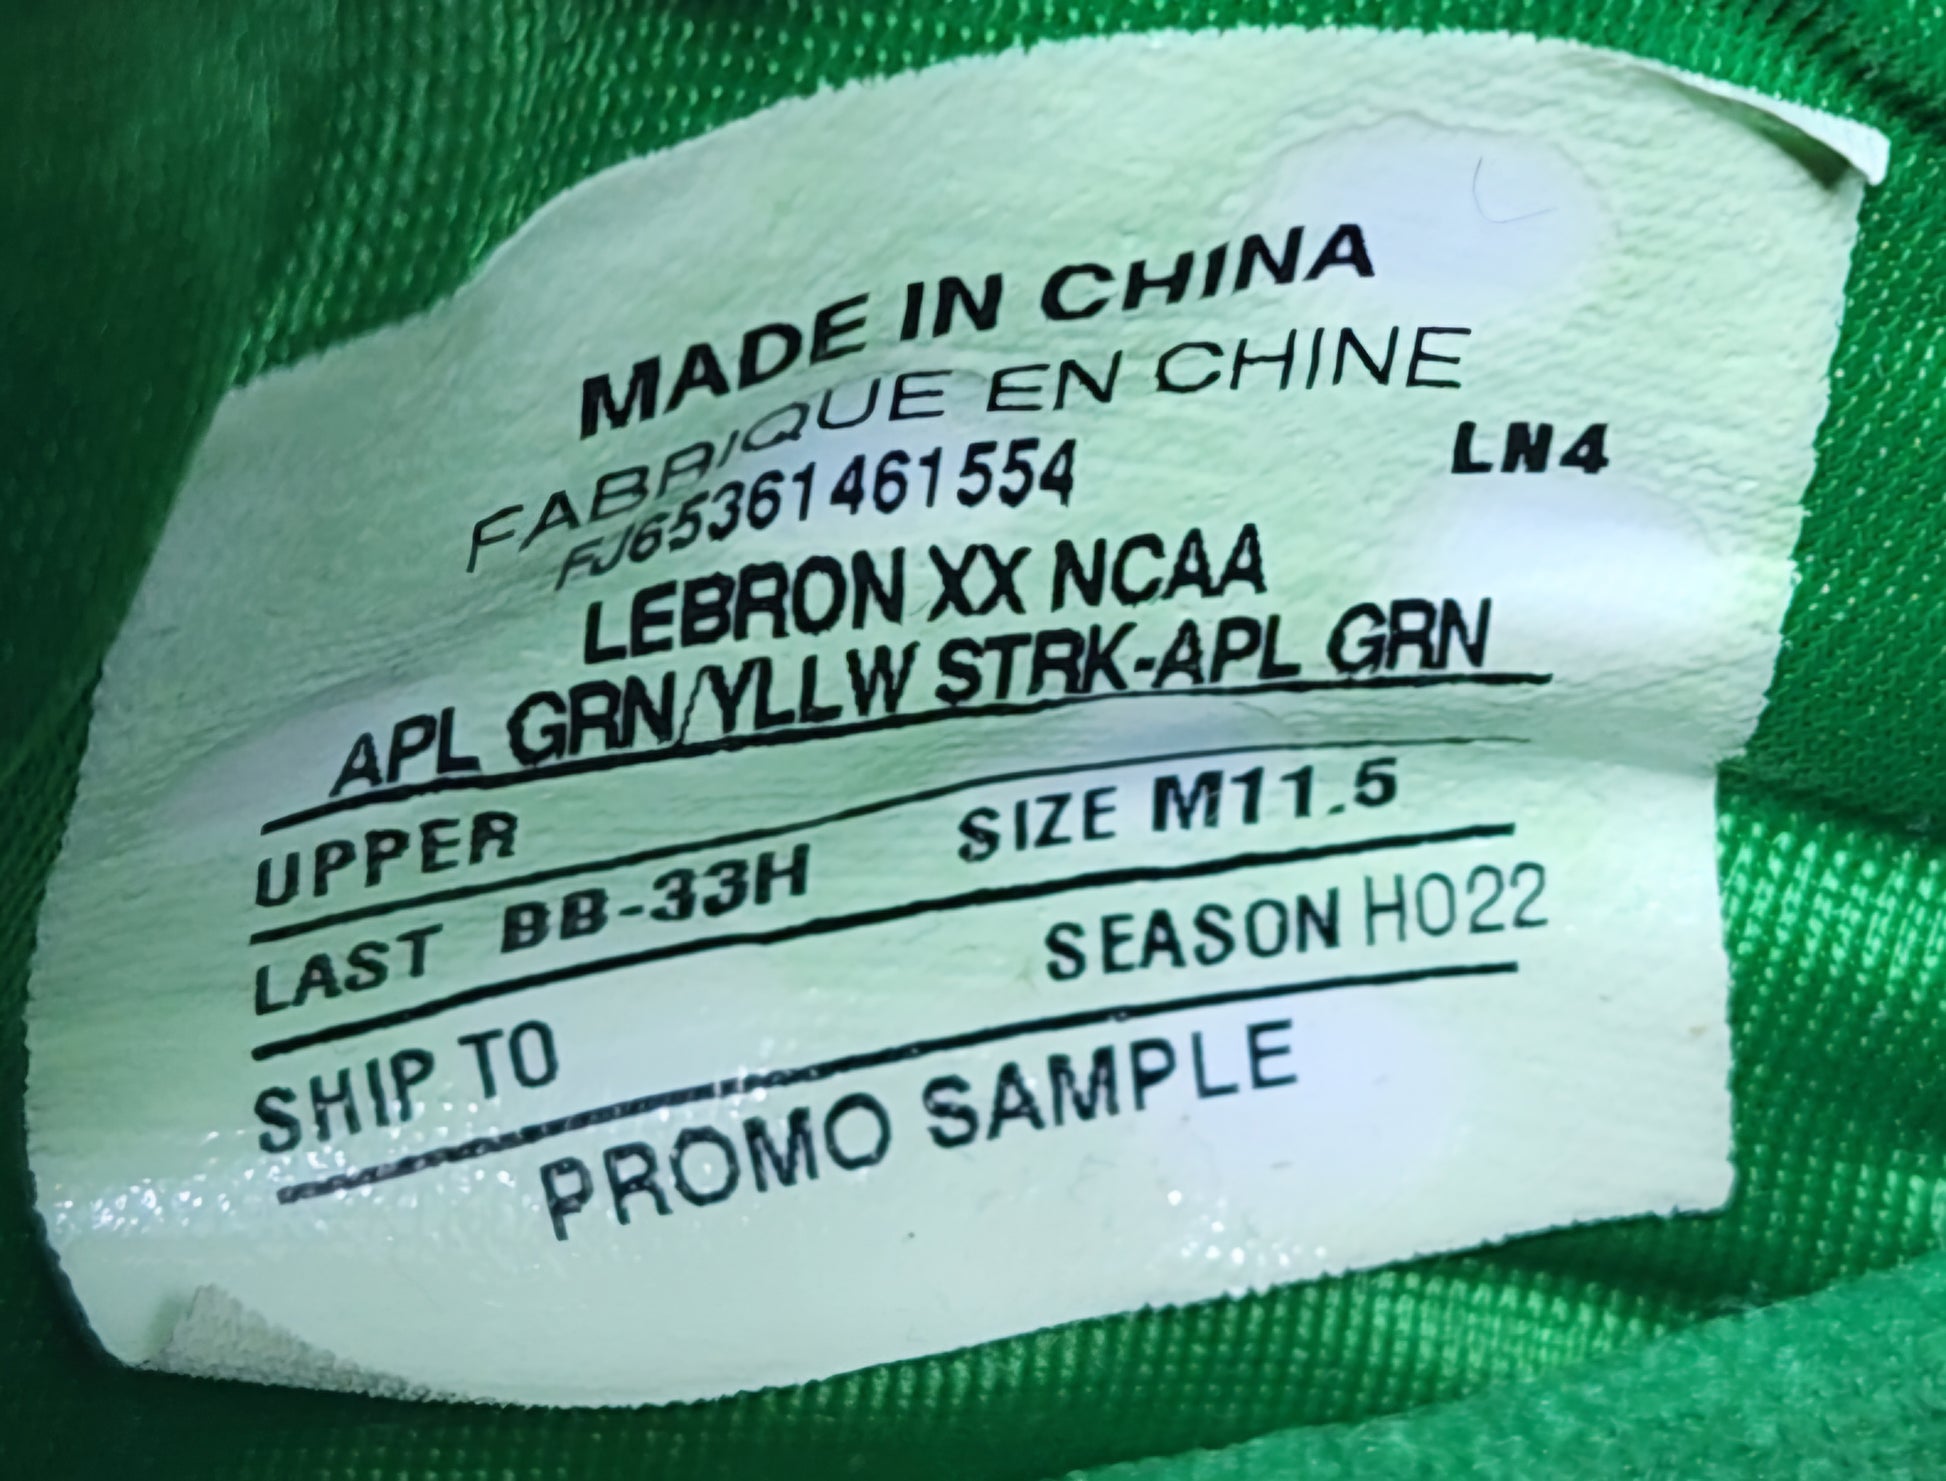 MADE IN CHINA
FABRIQUE EN CHINE
FJ65361461554 LN4
LEBRON XX NCAA
APL GRN/YLLW STRK-APL GRN
UPPER SIZE M11.5
LAST BB-33H SEASON HO22
SHIP TO
PROMO SAMPLE